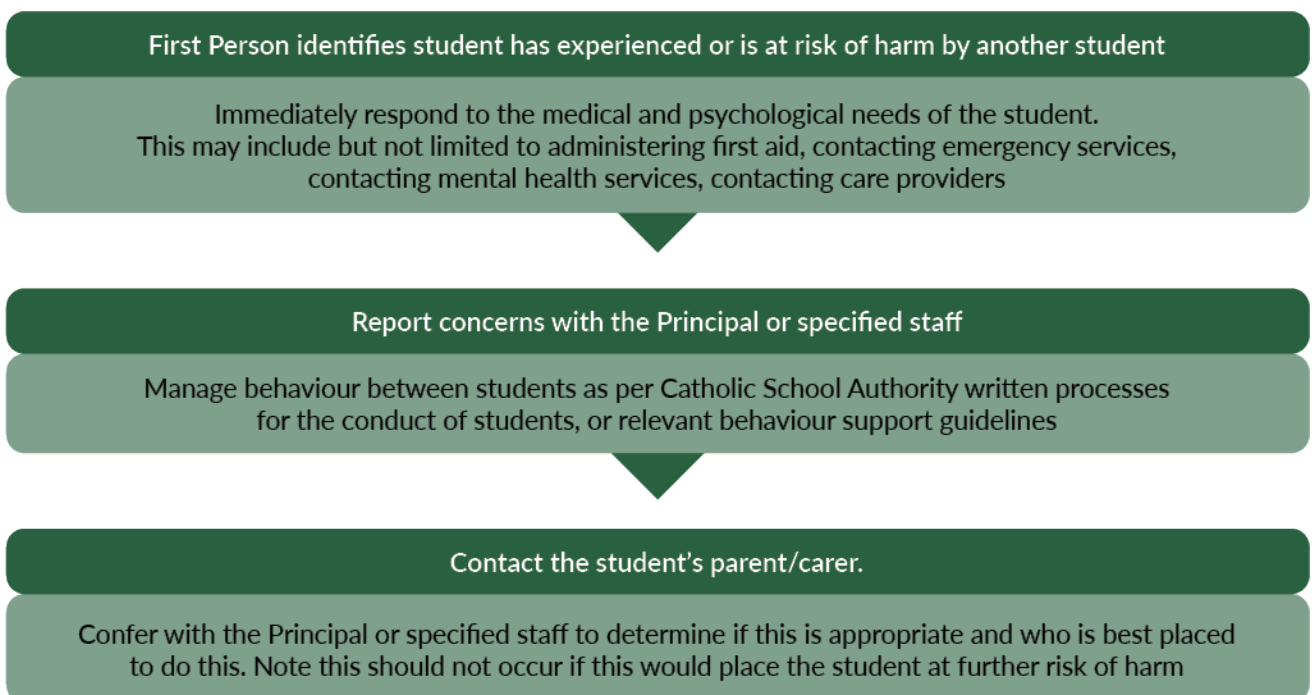 First Person identifies student has experienced or is at risk of harm by another student
Immediately respond to the medical and psychological needs of the student.
This may include but not limited to administering first aid, contacting emergency services,
contacting mental health services, contacting care providers
Report concerns with the Principal or specified staff
Manage behaviour between students as per Catholic School Authority written processes
for the conduct of students, or relevant behaviour support guidelines
Contact the student’s parent/carer.
Confer with the Principal or specified staff to determine if this is appropriate and who is best placed
to do this. Note this should not occur if this would place the student at further risk of harm